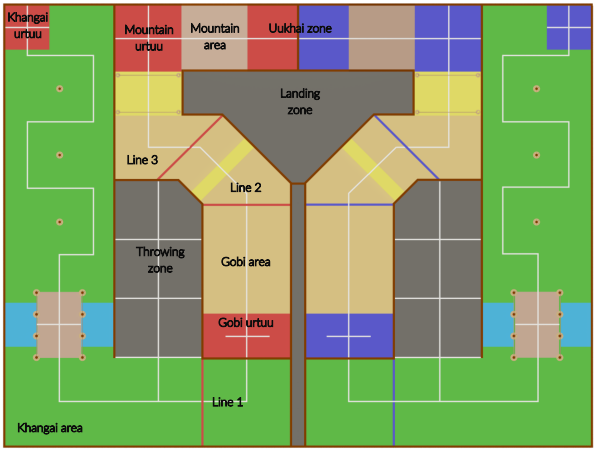 Khangai
urtuu
Mountain
urtuu
Mountain
area
Uukhai zone
Landing
zone
Line 3
Line 2
Throwing
zone
Gobi area
Gobi urtuu
Line 1
Khangai area